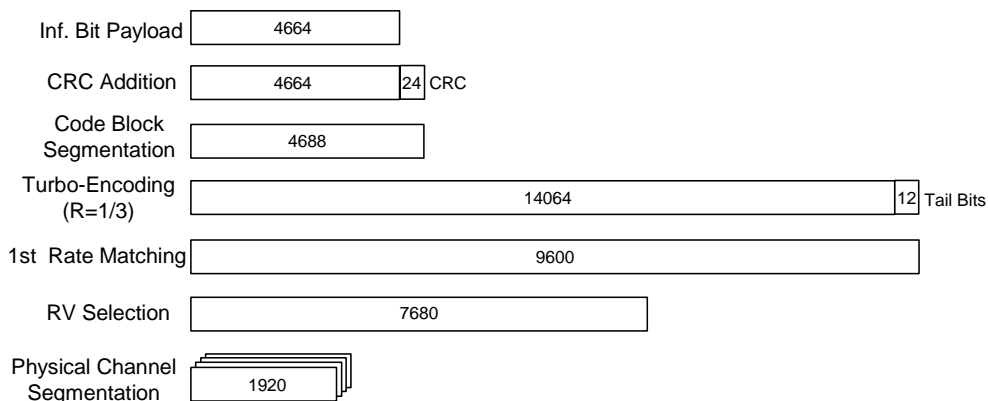 Inf. Bit Payload
4664
CRC Addition
4664
24
CRC
Code Block
Segmentation
4688
Turbo-Encoding
(R=1/3)
14064
12
Tail Bits
1st Rate Matching
9600
RV Selection
7680
Physical Channel
Segmentation
1920